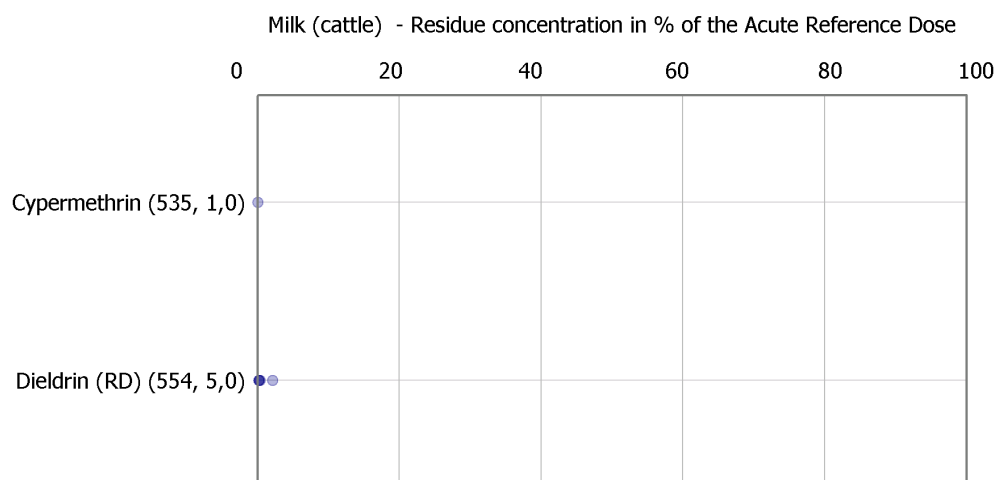 Milk (cattle)  - Residue concentration in % of the Acute Reference Dose
0 20 40 60 80 100
Cypermethrin (535, 1,0)
Dieldrin (RD) (554, 5,0)